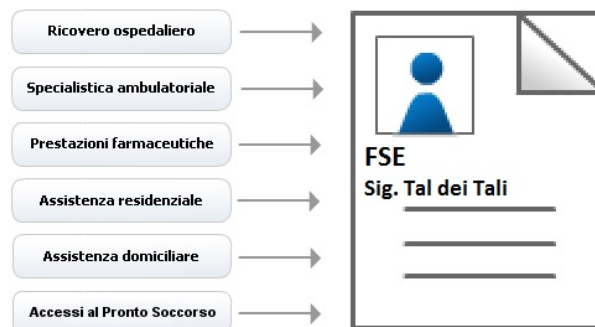 Ricovero ospedaliero
Specialistica ambulatoriale
Prestazioni farmaceutiche
Assistenza residenziale
Assistenza domiciliare
Accessi al Pronto Soccorso
FSE
Sig. Tal dei Tali